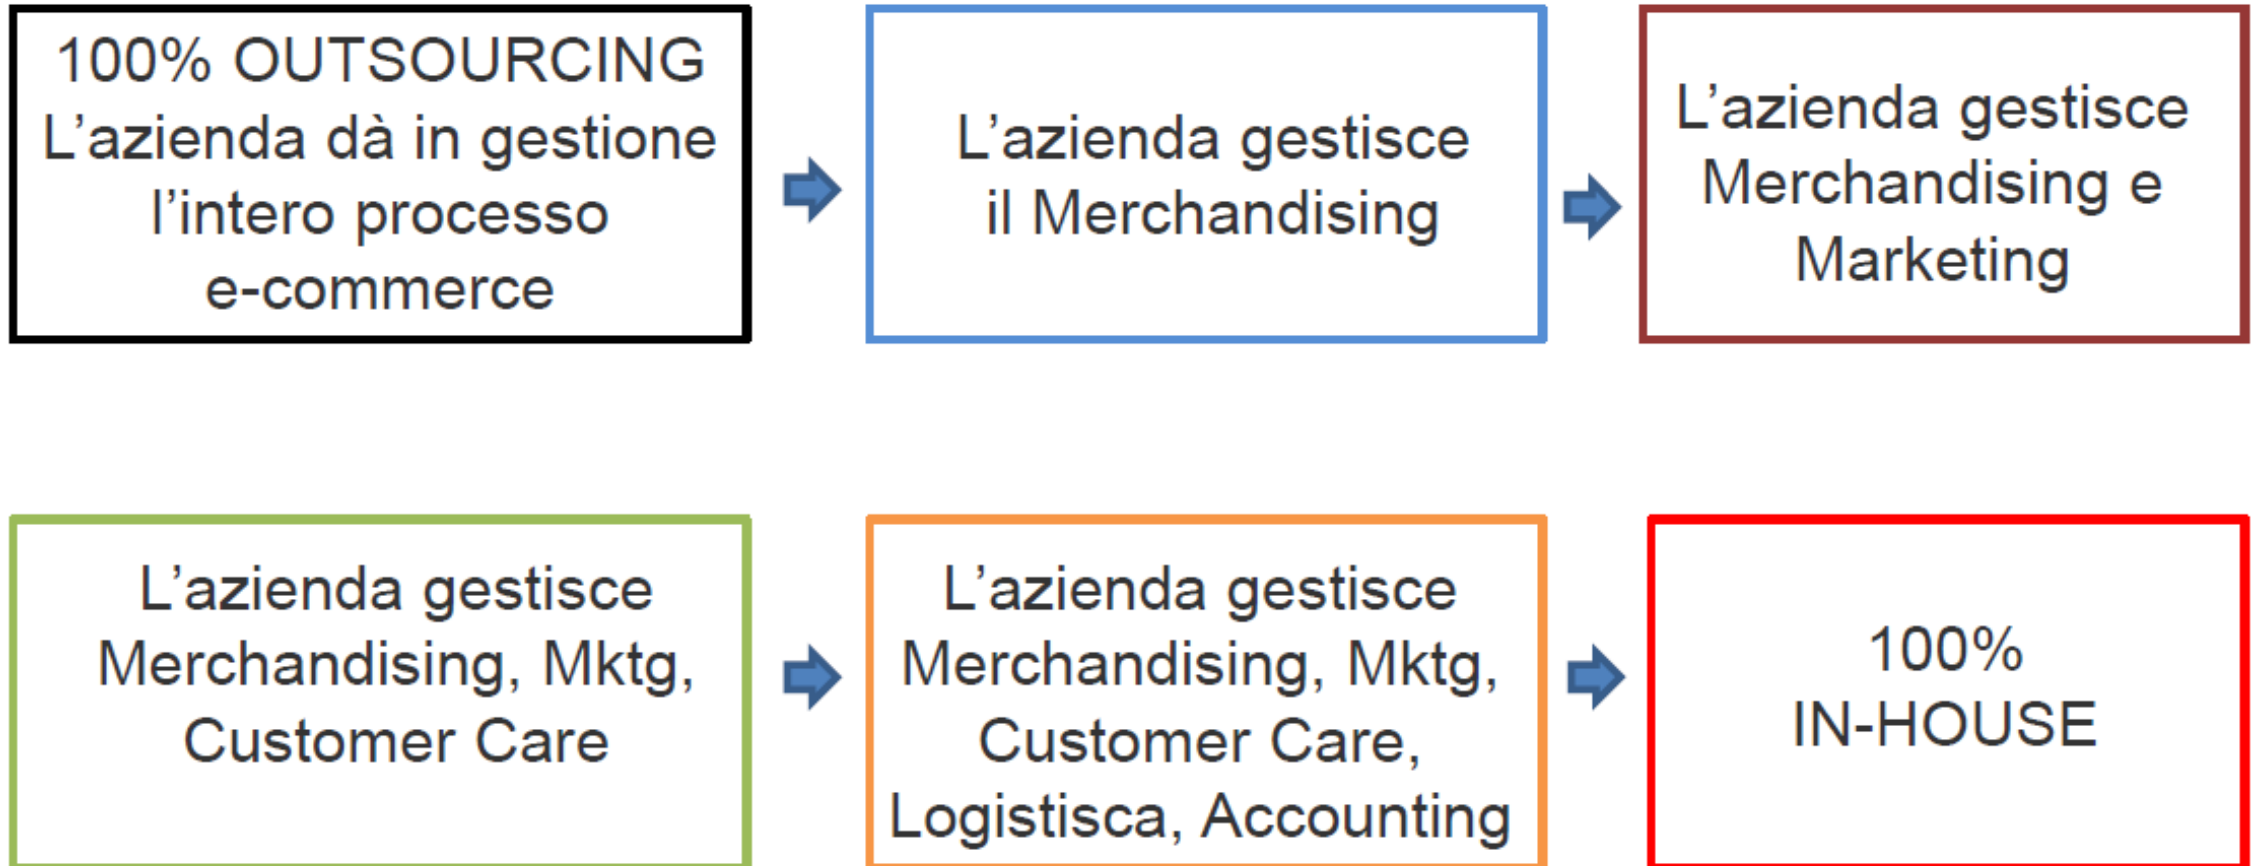 100% OUTSOURCING
L’azienda dà in gestione
l’intero processo
e-commerce
L’azienda gestisce
il Merchandising
L’azienda gestisce
Merchandising e
Marketing
L’azienda gestisce
Merchandising, Mktg,
Customer Care
L’azienda gestisce
Merchandising, Mktg,
Customer Care,
Logistisca, Accounting
100%
IN-HOUSE